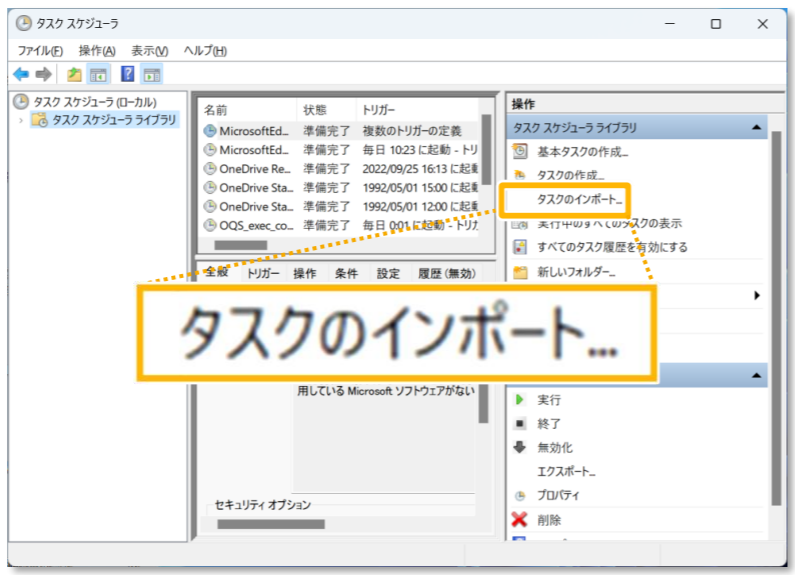 タスク スケジューラ
ファイル(F) 操作(A) 表示(V) ヘルプ(H)
タスク スケジューラ (ローカル)
タスク スケジューラ ライブラリ
名前 状態 トリガー
MicrosoftEd... 準備完了 複数のトリガーの定義
MicrosoftEd... 準備完了 毎日 10:23 に起動 - トリ
OneDrive Re... 準備完了 2022/09/25 16:13 に起動
OneDrive Sta... 準備完了 1992/05/01 15:00 に起動
OneDrive Sta... 準備完了 1992/05/01 12:00 に起動
OQS_exec_co... 準備完了 毎日 0:01 に起動 - トリガ
全般 トリガー 操作 条件 設定 履歴 (無効)
用している Microsoft ソフトウェアがない
セキュリティ オプション
操作
タスク スケジューラ ライブラリ
基本タスクの作成...
タスクの作成...
タスクのインポート...
実行中のすべてのタスクの表示
すべてのタスク履歴を有効にする
新しいフォルダー...
タスクのインポート...
実行
終了
無効化
エクスポート...
プロパティ
削除